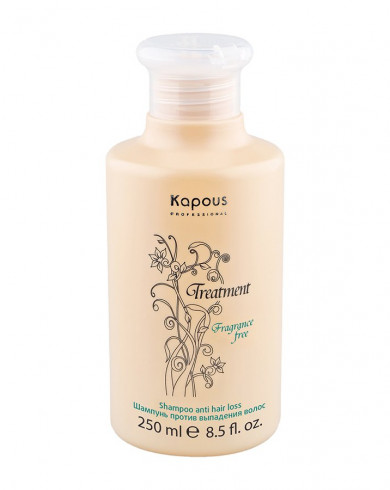 Kapous
PROFESSIONAL
Treatment
Fragrance
free
Shampoo anti hair loss
Шампунь против выпадения волос
250 ml ℮ 8.5 fl. oz.